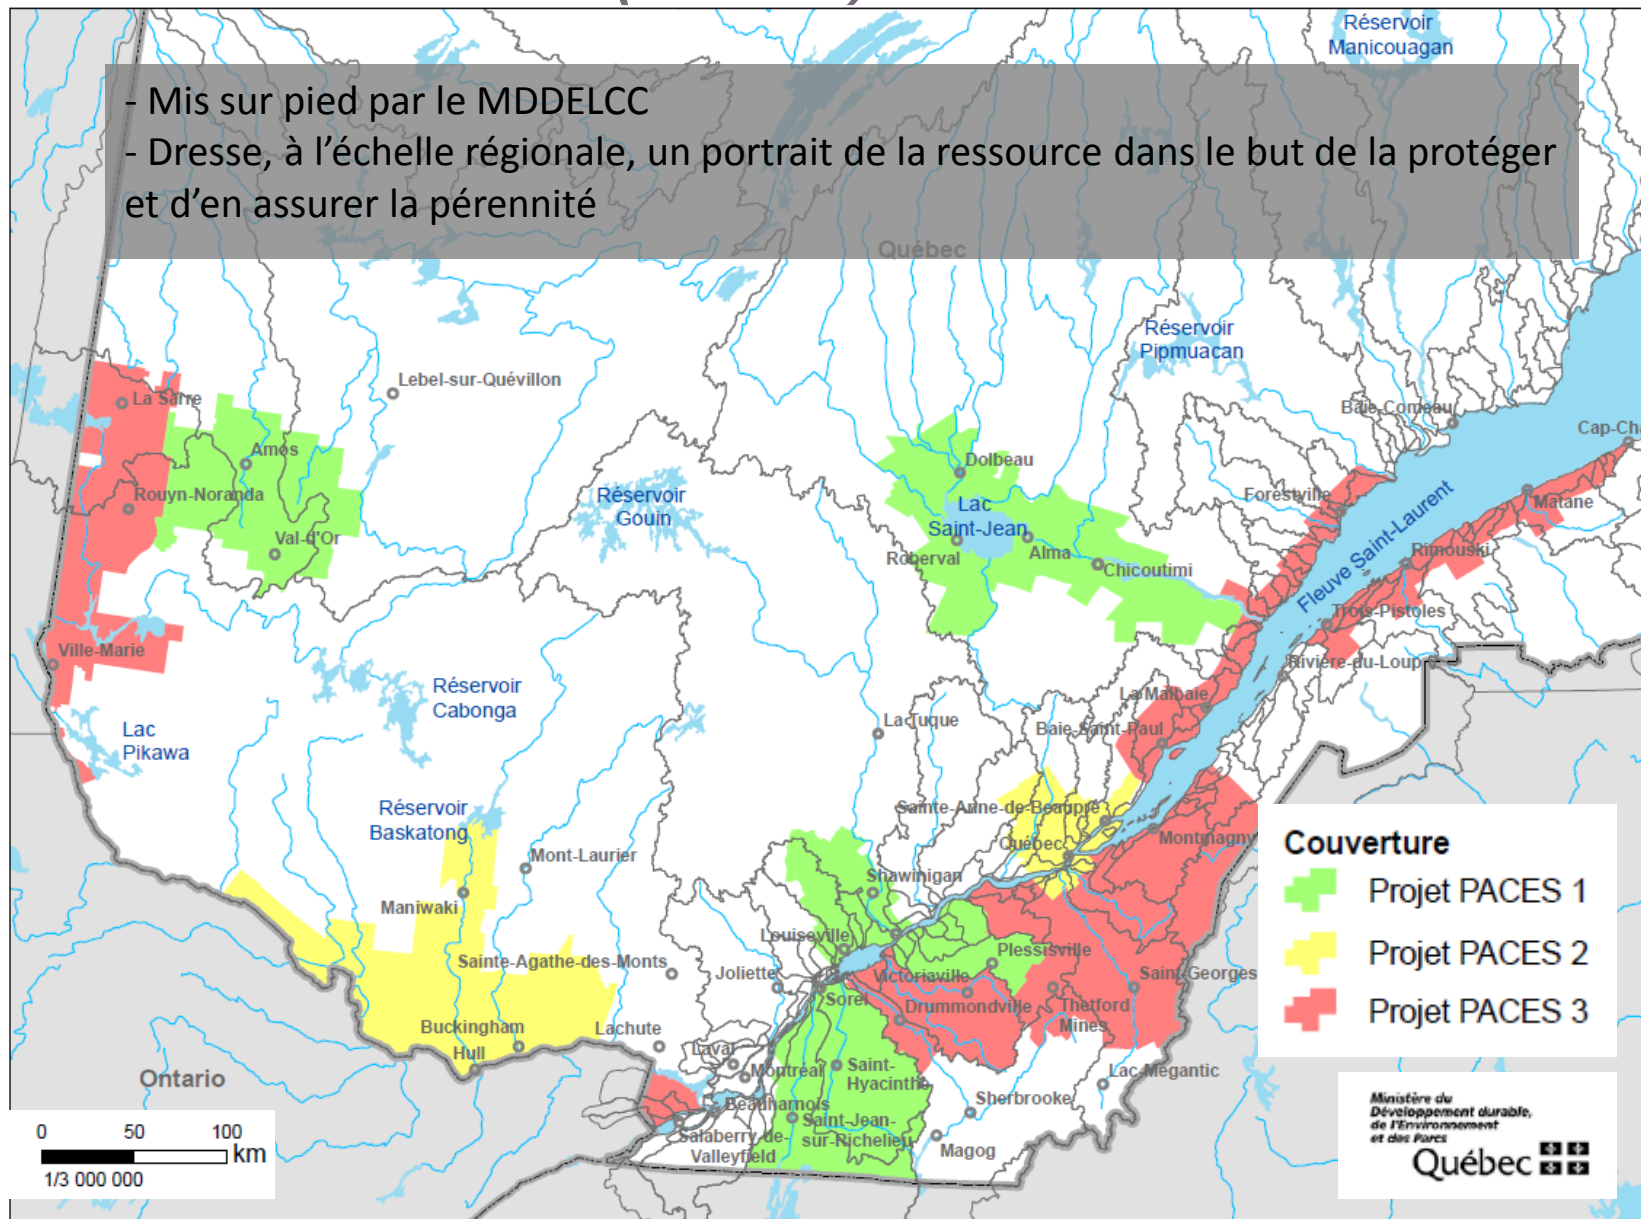 Réservoir
Manicouagan
- Mis sur pied par le MDDELCC
- Dresse, à l'échelle régionale, un portrait de la ressource dans le but de la protéger
et d'en assurer la pérennité
Québec
Réservoir
Pipmuacan
Lebel-sur-Quévillon
La Sarre
Baie-Comeau
Cap-Cha
Amos
Dolbeau
Rouyn-Noranda
Réservoir
Gouin
Forestville
Matane
Lac
Saint-Jean
Val-d'Or
Roberval
Alma
Chicoutimi
Fleuve Saint-Laurent
Rimouski
Trois-Pistoles
Ville-Marie
Rivière-du-Loup
Réservoir
Cabonga
La Malbaie
La Tuque
Baie-Saint-Paul
Lac
Pikawa
Réservoir
Baskatong
Sainte-Anne-de-Beaupré
Québec
Montmagny
Mont-Laurier
Shawinigan
Maniwaki
Louiseville
Plessisville
Sainte-Agathe-des-Monts
Joliette
Victoriaville
Saint-Georges
Sorel
Drummondville
Thetford
Mines
Buckingham
Lachute
Hull
Laval
Montréal
Saint-
Hyacinthe
Lac-Mégantic
Ontario
Beauharnois
Sherbrooke
Saint-Jean-
sur-Richelieu
Salaberry-de-
Valleyfield
Magog
Couverture
Projet PACES 1
Projet PACES 2
Projet PACES 3
0 50 100
km
1/3 000 000
Ministère du
Développement durable,
de l'Environnement
et des Parcs
Québec